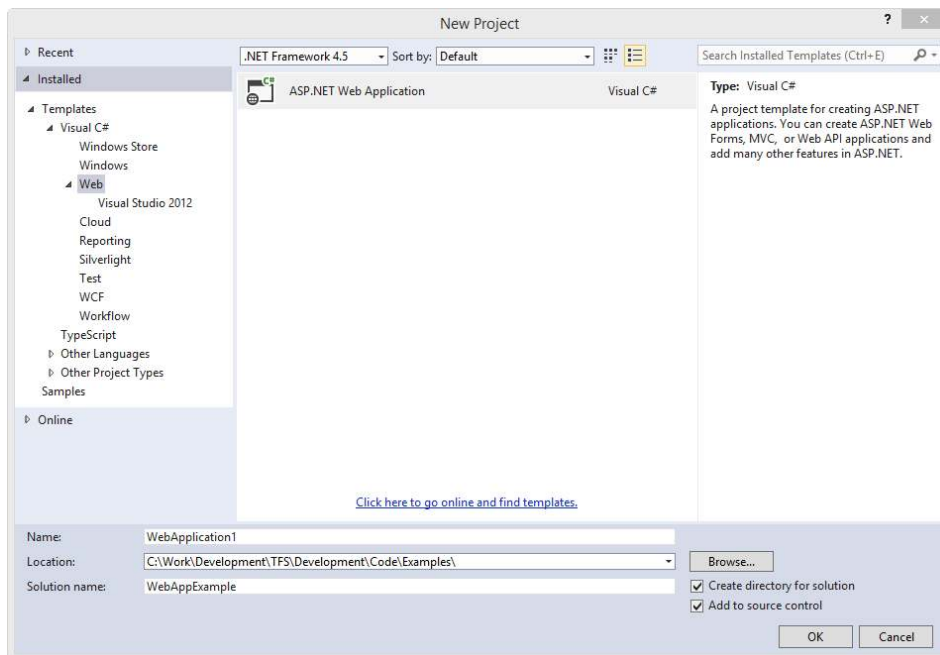 New Project
?
Recent
Installed
Templates
Visual C#
Windows Store
Windows
Web
Visual Studio 2012
Cloud
Reporting
Silverlight
Test
WCF
Workflow
TypeScript
Other Languages
Other Project Types
Samples
Online
.NET Framework 4.5 Sort by: Default
ASP.NET Web Application Visual C#
Click here to go online and find templates.
Search Installed Templates (Ctrl+E)
Type: Visual C#
A project template for creating ASP.NET
applications. You can create ASP.NET Web
Forms, MVC, or Web API applications and
add many other features in ASP.NET.
Name: WebApplication1
Location: C:\Work\Development\TFS\Development\Code\Examples\
Solution name: WebAppExample
Browse...
Create directory for solution
Add to source control
OK Cancel